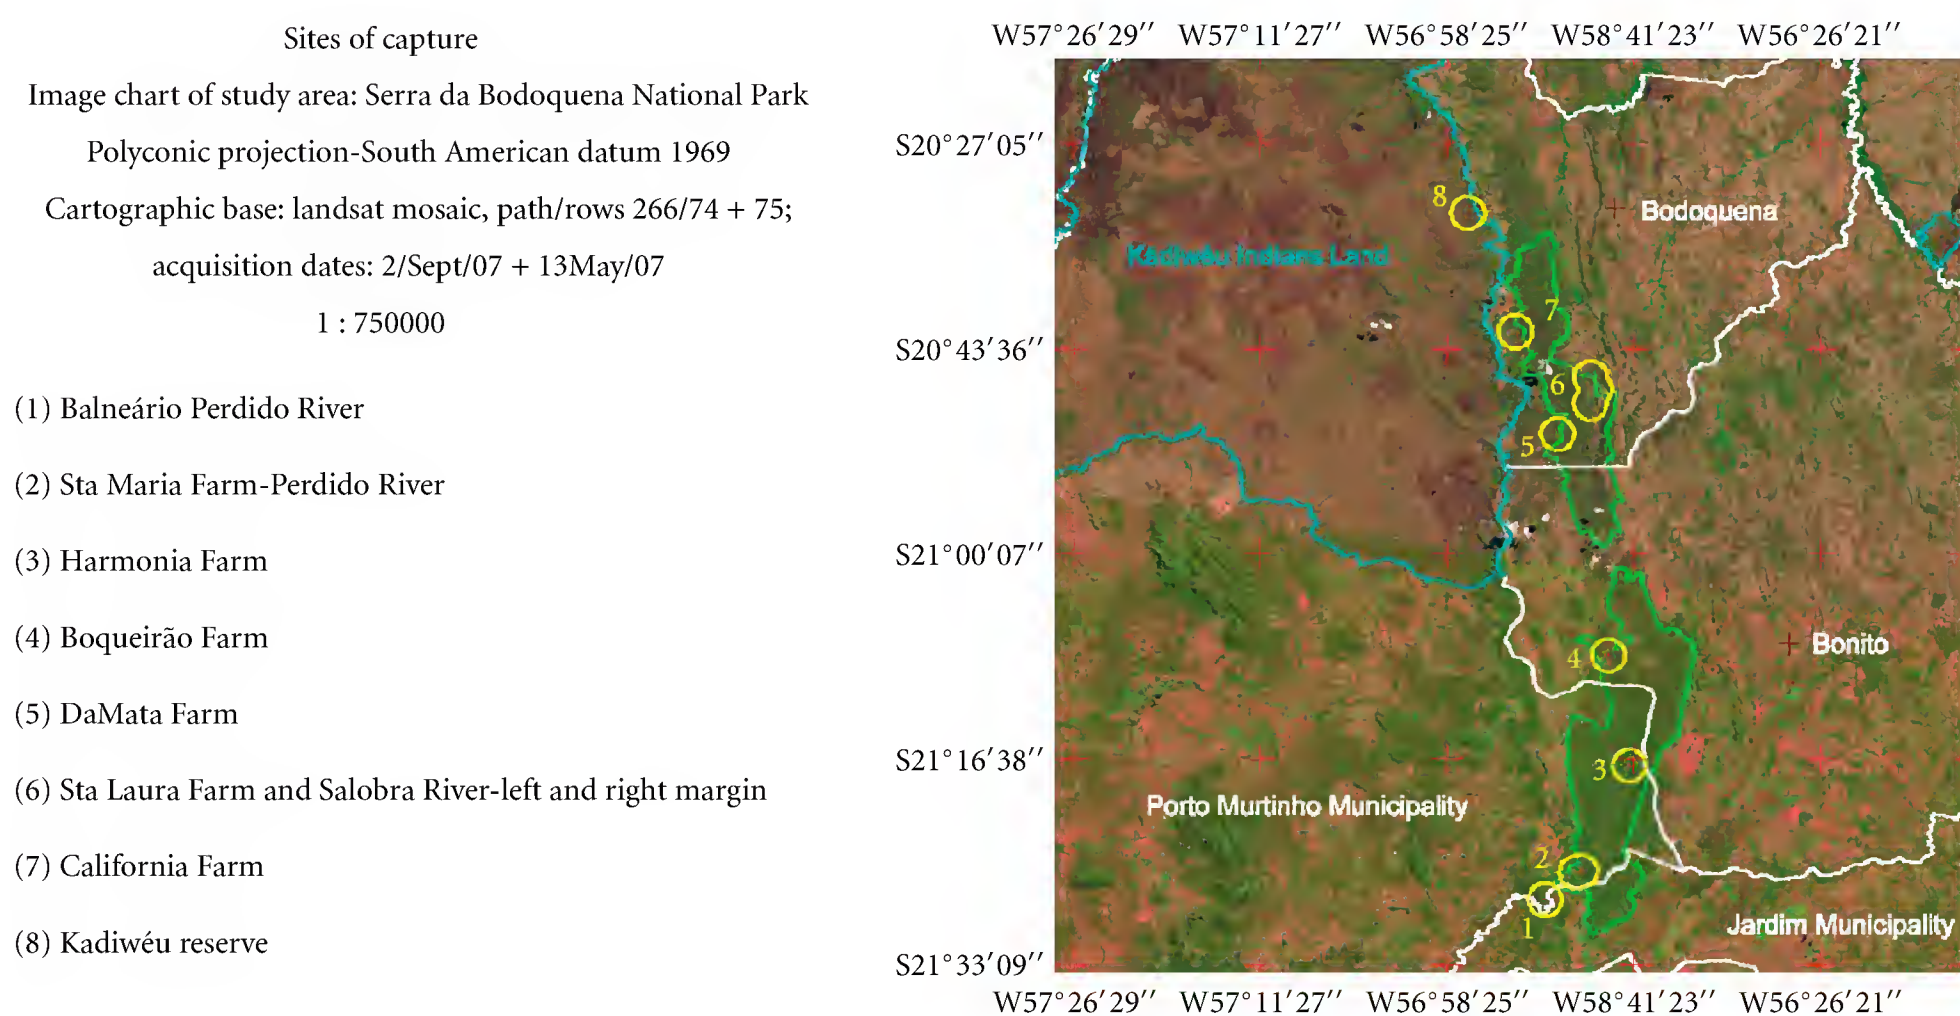 Sites of capture
Image chart of study area: Serra da Bodoquena National Park
Polyconic projection-South American datum 1969
Cartographic base: landsat mosaic, path/rows 266/74 + 75;
acquisition dates: 2/Sept/07 + 13May/07
1 : 750000
(1) Balneário Perdido River
(2) Sta Maria Farm-Perdido River
(3) Harmonia Farm
(4) Boqueirão Farm
(5) DaMata Farm
(6) Sta Laura Farm and Salobra River-left and right margin
(7) California Farm
(8) Kadiwéu reserve
W57°26′29′′ W57°11′27′′ W56°58′25′′ W58°41′23′′ W56°26′21′′
S20°27′05′′
S20°43′36′′
S21°00′07′′
S21°16′38′′
S21°33′09′′
8
Bodoquena
Kadiwéu Indians Land
7
6
5
4
Bonito
3
Porto Murtinho Municipality
2
1
Jardim Municipality
W57°26′29′′ W57°11′27′′ W56°58′25′′ W58°41′23′′ W56°26′21′′